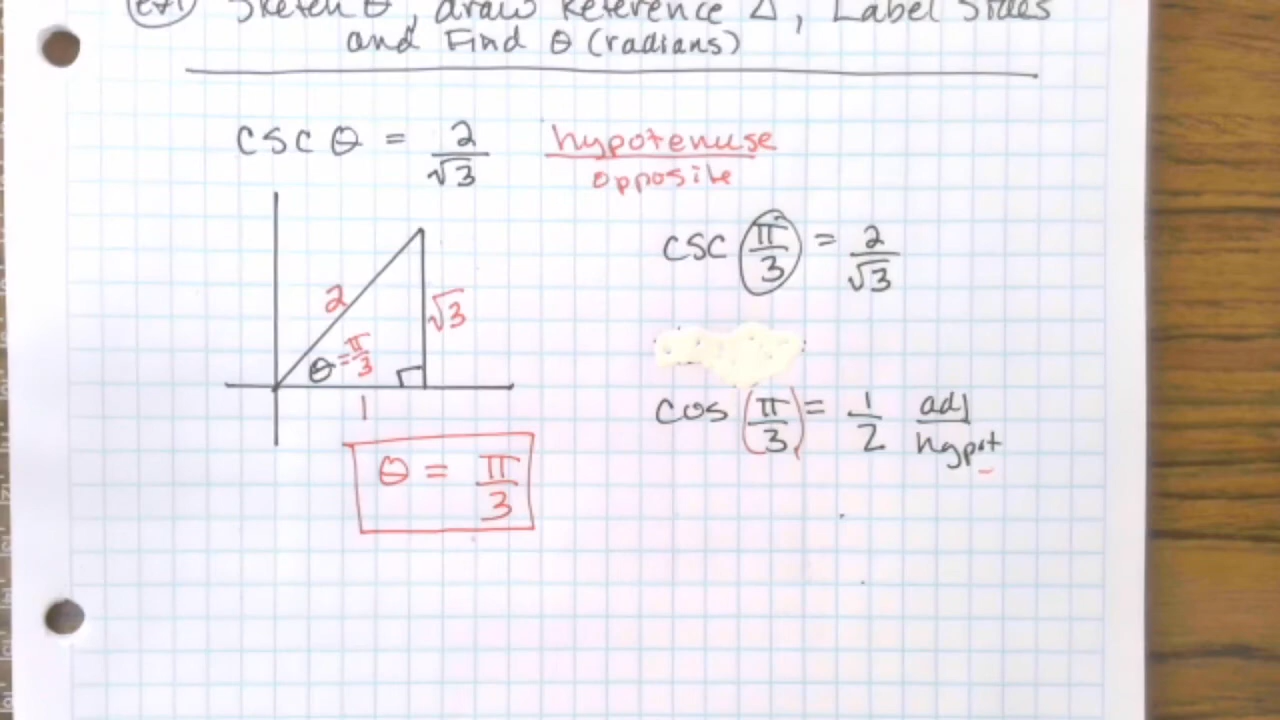 Ex1 Sketch θ, draw Reference Δ, Label Sides
and Find θ (radians)
csc θ = 2/√3 hypotenuse/opposite
csc (π/3) = 2/√3
2
√3
θ = π/3
1
cos (π/3) = 1/2 adj/hypot
θ = π/3